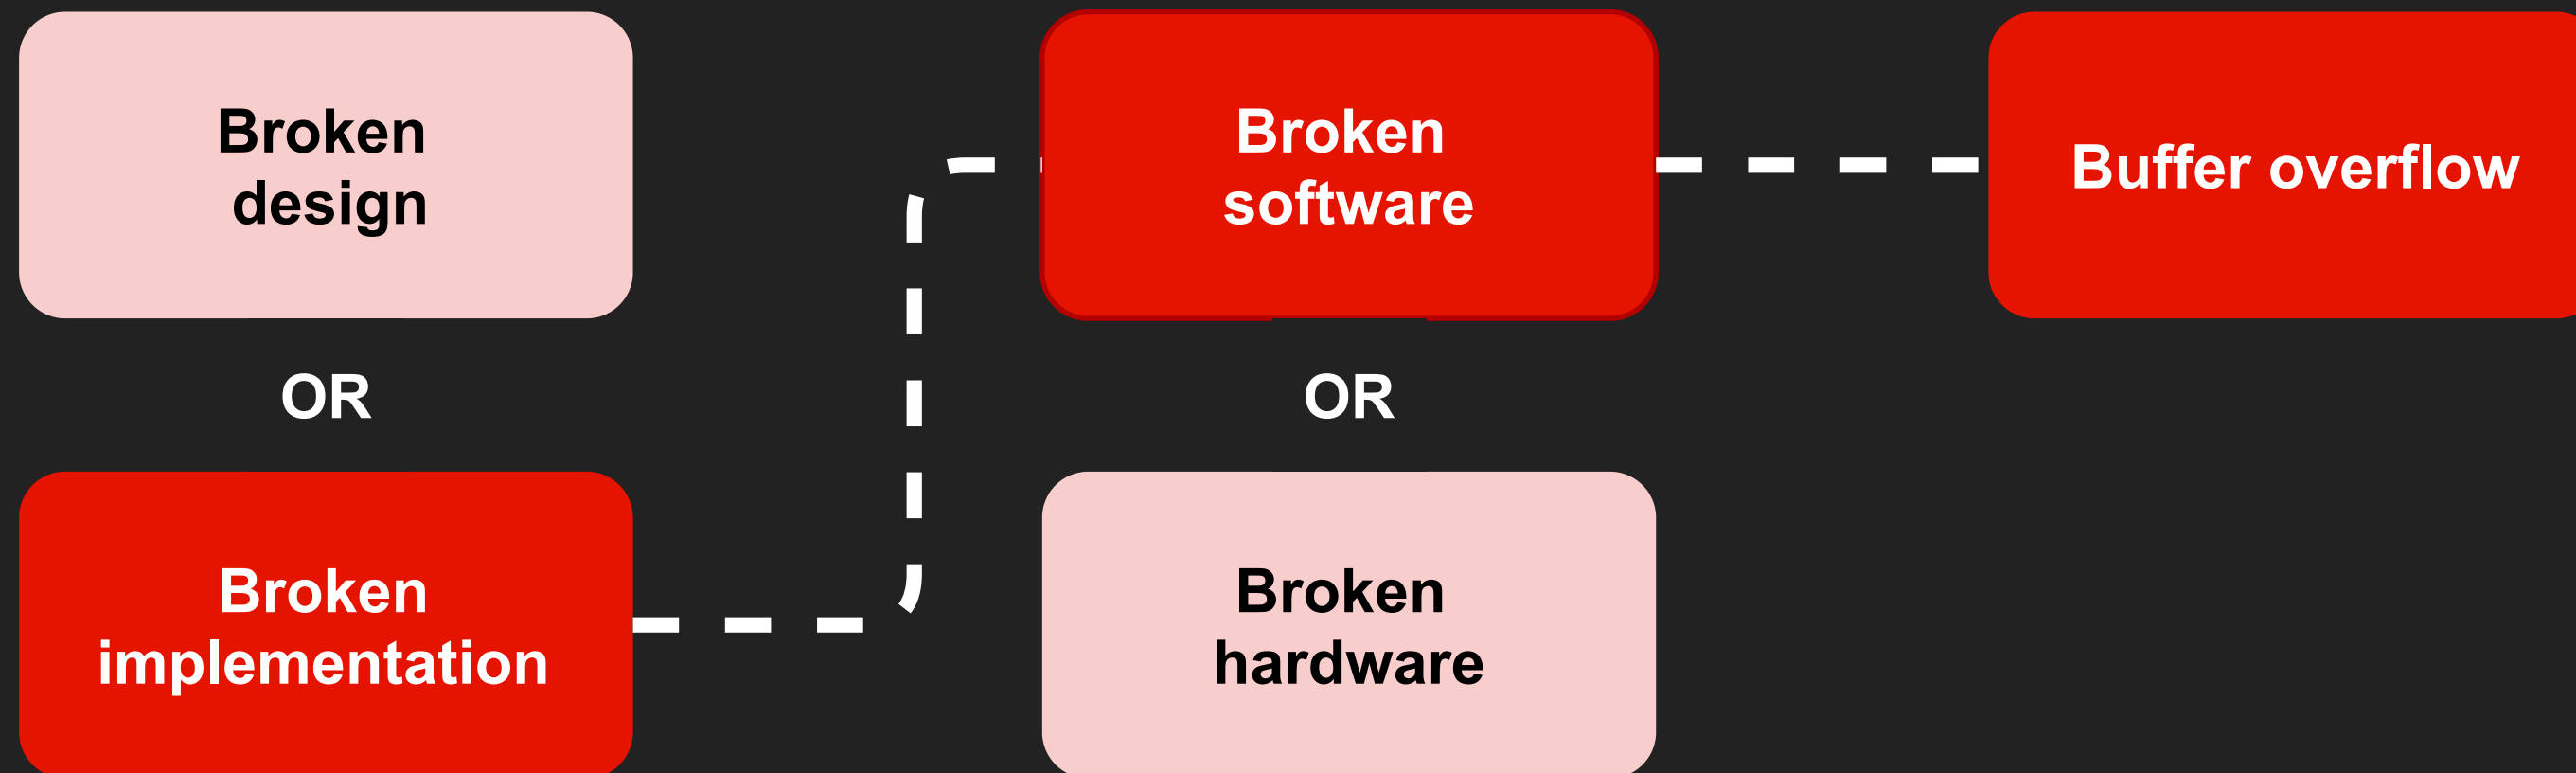 Broken
design
OR
Broken
implementation
Broken
software
OR
Broken
hardware
Buffer overflow